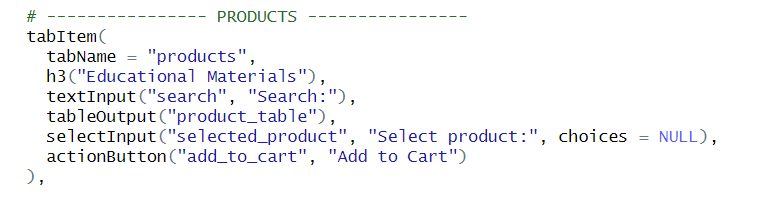 # ---------------- PRODUCTS ----------------
tabItem(
  tabName = "products",
  h3("Educational Materials"),
  textInput("search", "Search:"),
  tableOutput("product_table"),
  selectInput("selected_product", "Select product:", choices = NULL),
  actionButton("add_to_cart", "Add to Cart")
),